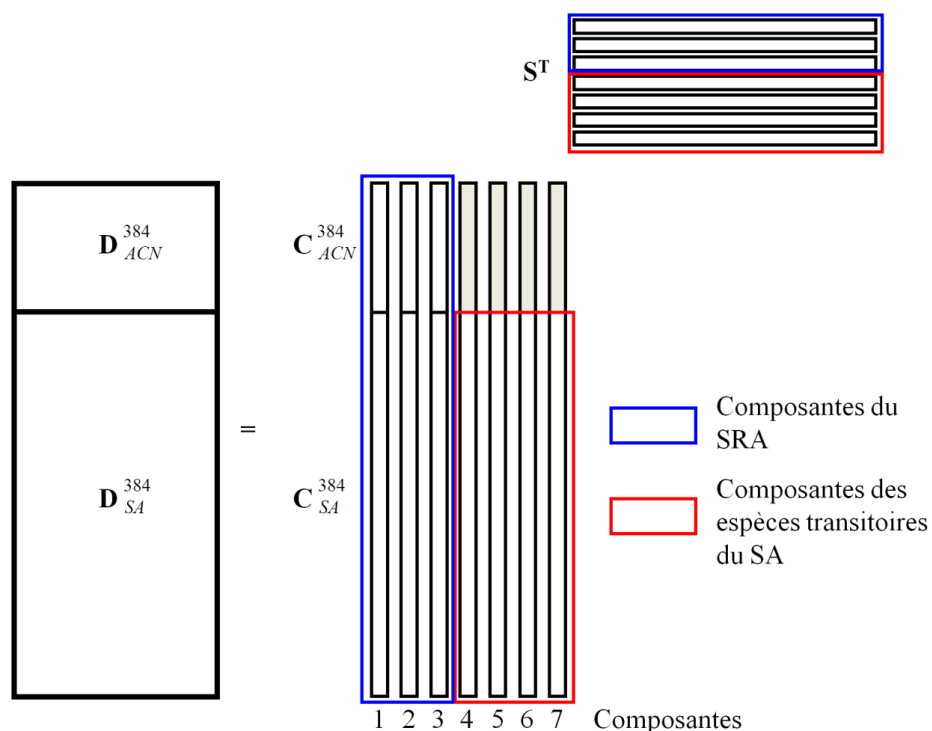 S^T
D^384_ACN
C^384_ACN
=
D^384_SA
C^384_SA
Composantes du
SRA
Composantes des
espèces transitoires
du SA
1 2 3 4 5 6 7 Composantes